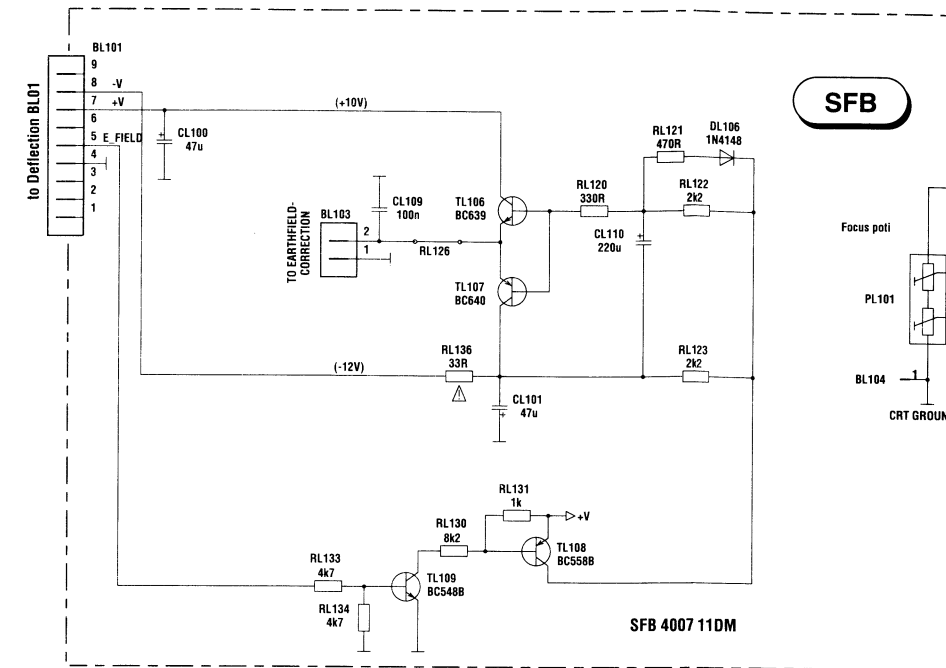 BL101
9
8 -V
7 +V
6
5 E_FIELD
4
3
2
1
to Deflection BL01
(+10V)
+
CL100
47u
SFB
RL121
470R
DL106
1N4148
RL120
330R
RL122
2k2
CL109
100n
TL106
BC639
BL103
2
1
TO EARTHFIELD-
CORRECTION
RL126
CL110
220u
+
TL107
BC640
Focus poti
PL101
(-12V)
RL136
33R
!
RL123
2k2
BL104
1
CRT GROUN
CL101
47u
+
RL131
1k
+V
RL130
8k2
TL108
BC558B
RL133
4k7
TL109
BC548B
RL134
4k7
SFB 4007 11DM